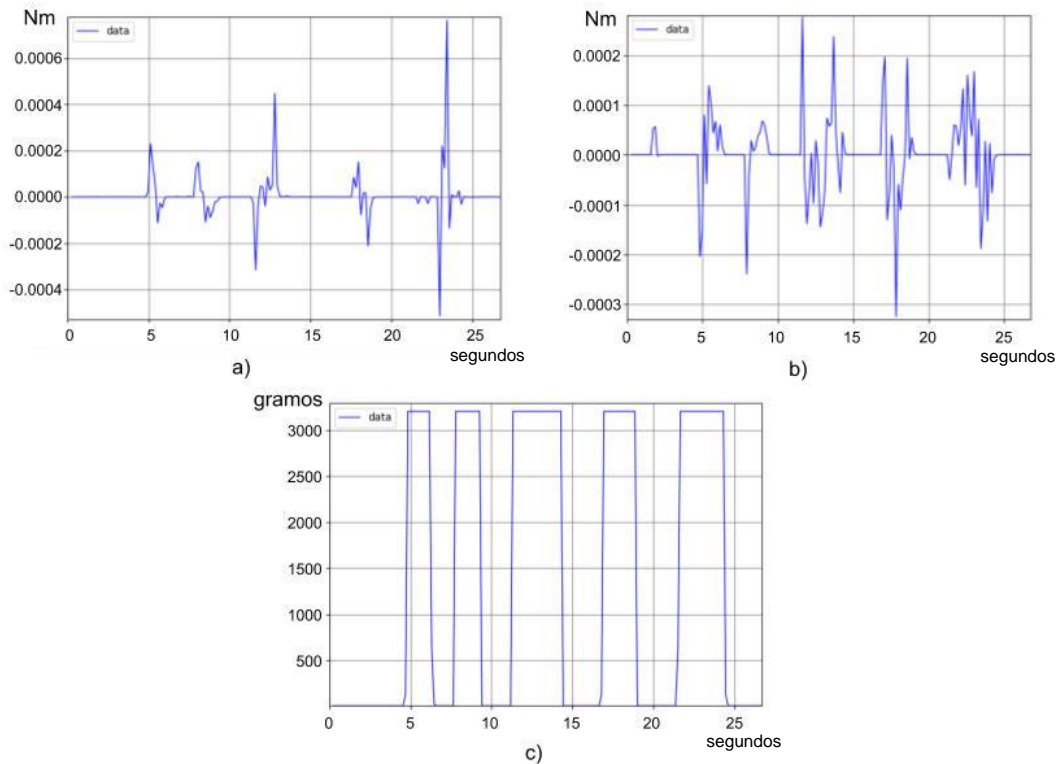 Nm
data
0.0006
0.0004
0.0002
0.0000
-0.0002
-0.0004
0 5 10 15 20 25
segundos
a)
Nm
data
0.0002
0.0001
0.0000
-0.0001
-0.0002
-0.0003
0 5 10 15 20 25
segundos
b)
gramos
data
3000
2500
2000
1500
1000
500
0 5 10 15 20 25
segundos
c)